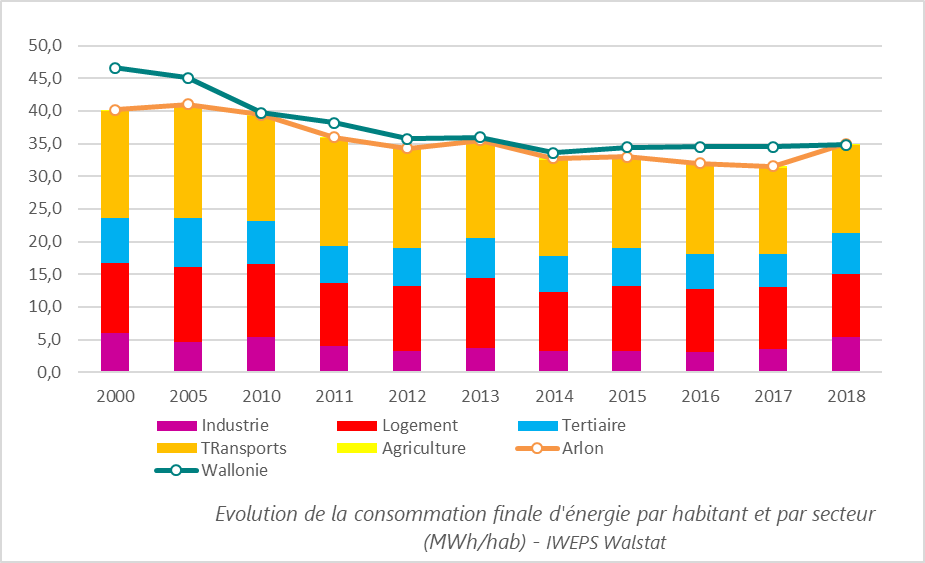 50,0
45,0
40,0
35,0
30,0
25,0
20,0
15,0
10,0
5,0
0,0
2000 2005 2010 2011 2012 2013 2014 2015 2016 2017 2018
Industrie Logement Tertiaire
TRansports Agriculture Arlon
Wallonie
Evolution de la consommation finale d'énergie par habitant et par secteur
(MWh/hab) - IWEPS Walstat